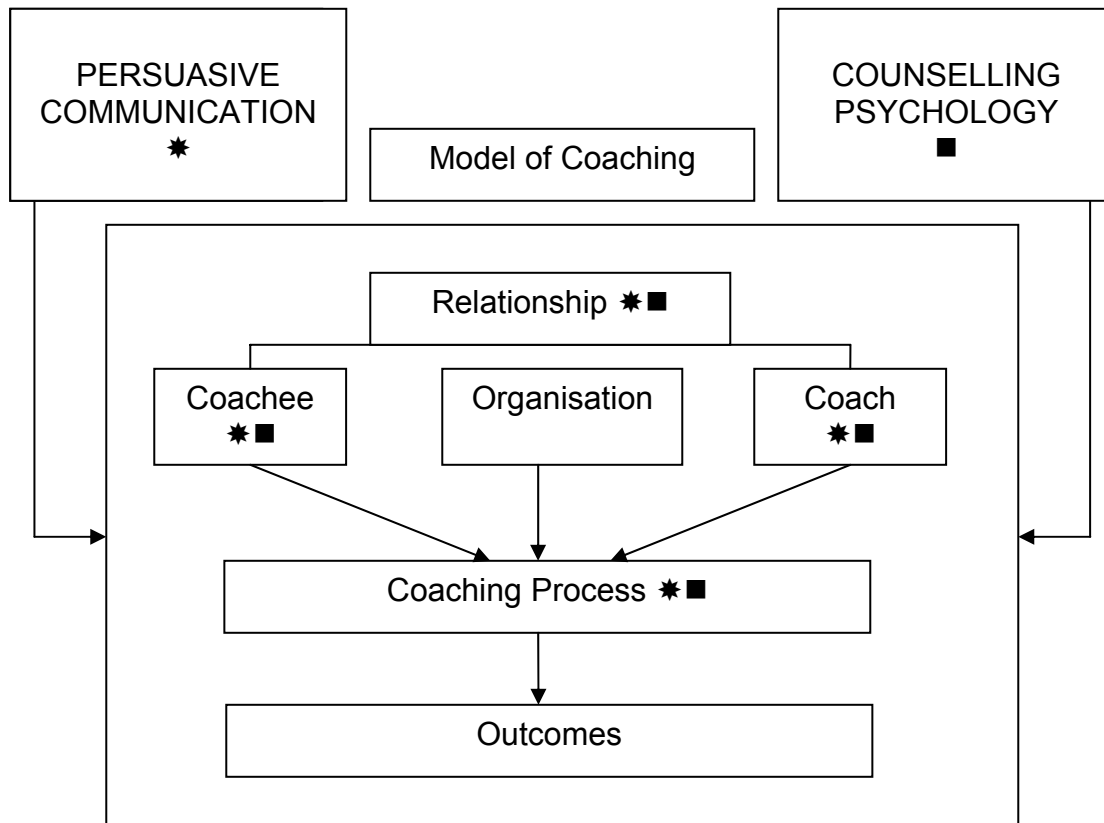 PERSUASIVE
COMMUNICATION
✷
COUNSELLING
PSYCHOLOGY
■
Model of Coaching
Relationship ✷■
Coachee
✷■
Organisation
Coach
✷■
Coaching Process ✷■
Outcomes